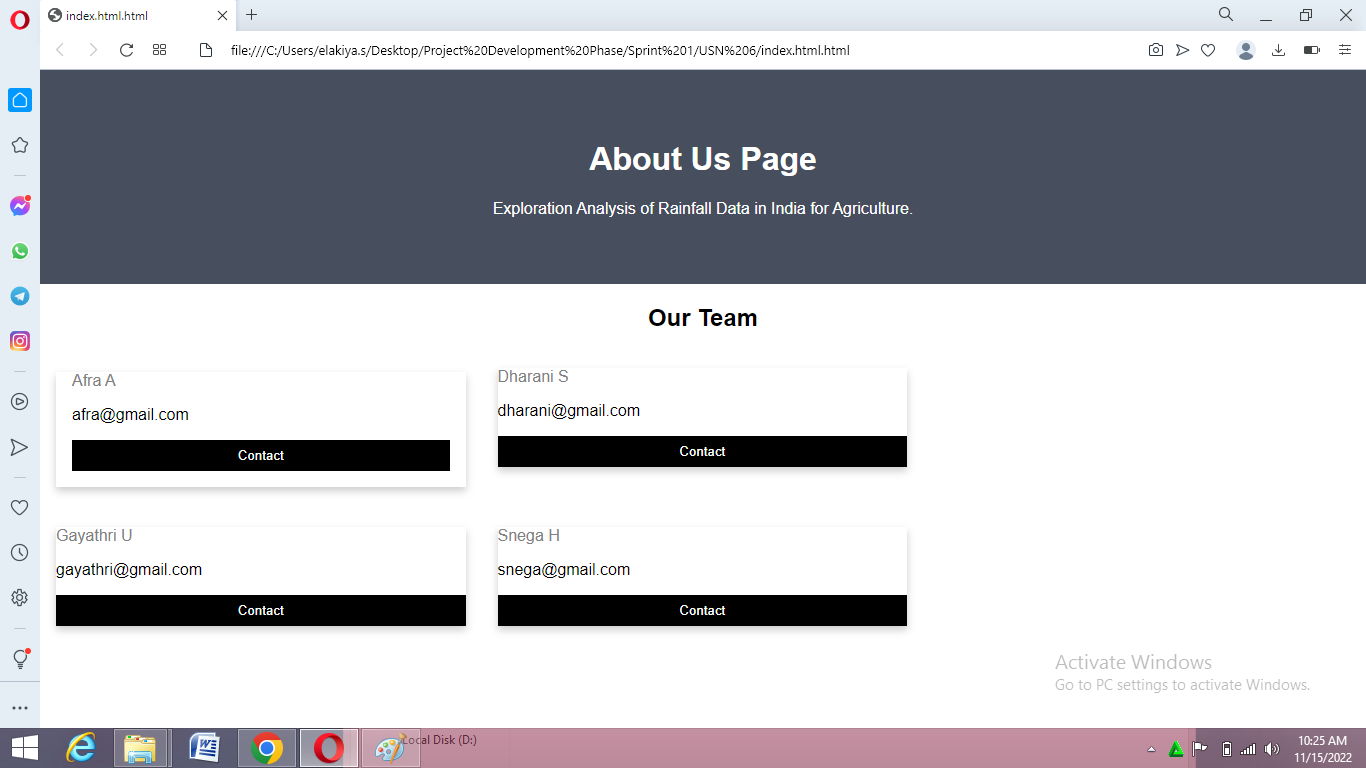 index.html.html
file:///C:/Users/elakiya.s/Desktop/Project%20Development%20Phase/Sprint%201/USN%206/index.html.html
About Us Page
Exploration Analysis of Rainfall Data in India for Agriculture.
Our Team
Afra A
afra@gmail.com
Contact
Dharani S
dharani@gmail.com
Contact
Gayathri U
gayathri@gmail.com
Contact
Snega H
snega@gmail.com
Contact
Activate Windows
Go to PC settings to activate Windows.
Local Disk (D:)
10:25 AM
11/15/2022